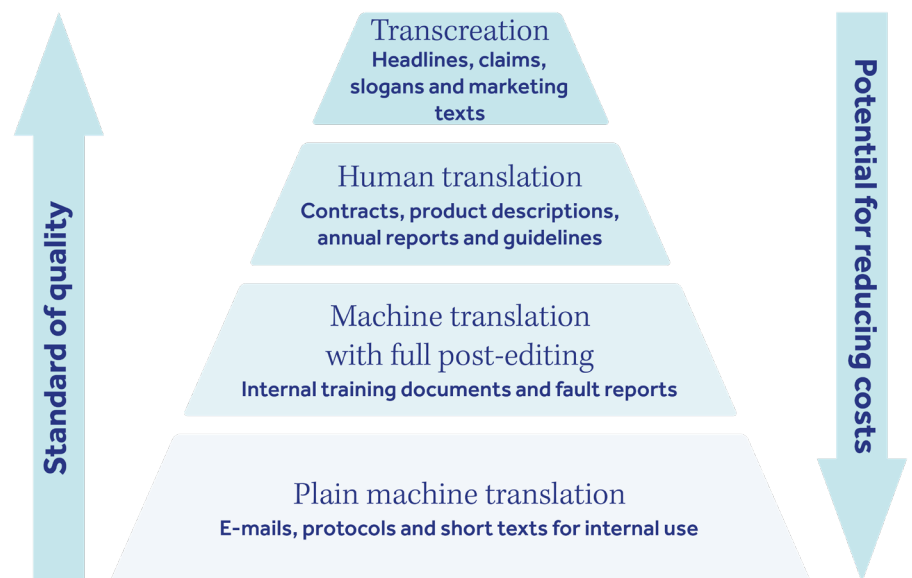 Transcreation
Headlines, claims,
slogans and marketing
texts
Human translation
Contracts, product descriptions,
annual reports and guidelines
Machine translation
with full post-editing
Internal training documents and fault reports
Plain machine translation
E-mails, protocols and short texts for internal use
Standard of quality
Potential for reducing costs